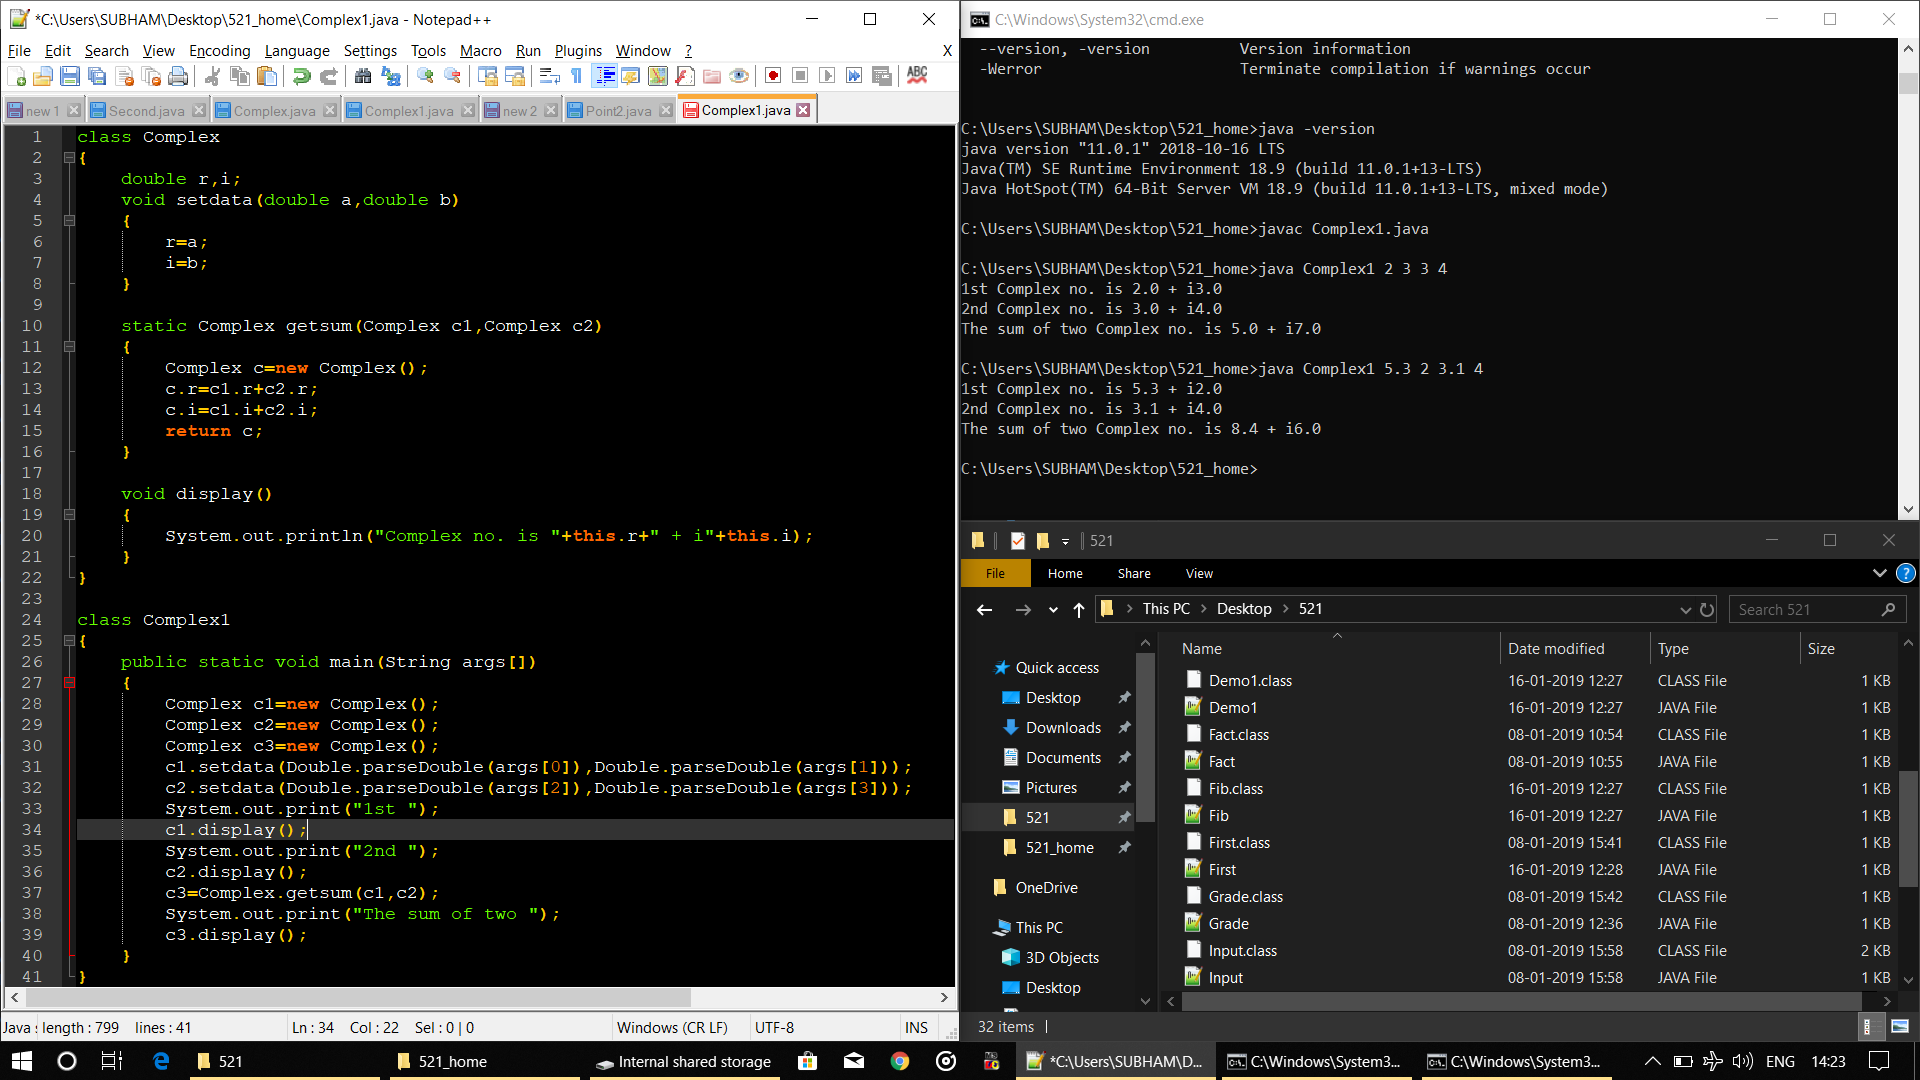 *C:\Users\SUBHAM\Desktop\521_home\Complex1.java - Notepad++
File Edit Search View Encoding Language Settings Tools Macro Run Plugins Window ? X
new 1 Second.java Complex.java Complex1.java new 2 Point2.java Complex1.java
1 class Complex
2 {
3 double r,i;
4 void setdata(double a,double b)
5 {
6 r=a;
7 i=b;
8 }
9
10 static Complex getsum(Complex c1,Complex c2)
11 {
12 Complex c=new Complex();
13 c.r=c1.r+c2.r;
14 c.i=c1.i+c2.i;
15 return c;
16 }
17
18 void display()
19 {
20 System.out.println("Complex no. is "+this.r+" + i"+this.i);
21 }
22 }
23
24 class Complex1
25 {
26 public static void main(String args[])
27 {
28 Complex c1=new Complex();
29 Complex c2=new Complex();
30 Complex c3=new Complex();
31 c1.setdata(Double.parseDouble(args[0]),Double.parseDouble(args[1]));
32 c2.setdata(Double.parseDouble(args[2]),Double.parseDouble(args[3]));
33 System.out.print("1st ");
34 c1.display();
35 System.out.print("2nd ");
36 c2.display();
37 c3=Complex.getsum(c1,c2);
38 System.out.print("The sum of two ");
39 c3.display();
40 }
41 }
Java s length : 799 lines : 41 Ln : 34 Col : 22 Sel : 0 | 0 Windows (CR LF) UTF-8 INS
C:\Windows\System32\cmd.exe
--version, -version Version information
-Werror Terminate compilation if warnings occur
C:\Users\SUBHAM\Desktop\521_home>java -version
java version "11.0.1" 2018-10-16 LTS
Java(TM) SE Runtime Environment 18.9 (build 11.0.1+13-LTS)
Java HotSpot(TM) 64-Bit Server VM 18.9 (build 11.0.1+13-LTS, mixed mode)
C:\Users\SUBHAM\Desktop\521_home>javac Complex1.java
C:\Users\SUBHAM\Desktop\521_home>java Complex1 2 3 3 4
1st Complex no. is 2.0 + i3.0
2nd Complex no. is 3.0 + i4.0
The sum of two Complex no. is 5.0 + i7.0
C:\Users\SUBHAM\Desktop\521_home>java Complex1 5.3 2 3.1 4
1st Complex no. is 5.3 + i2.0
2nd Complex no. is 3.1 + i4.0
The sum of two Complex no. is 8.4 + i6.0
C:\Users\SUBHAM\Desktop\521_home>
521
File Home Share View
This PC > Desktop > 521 Search 521
Quick access
Desktop
Downloads
Documents
Pictures
521
521_home
OneDrive
This PC
3D Objects
Desktop
Name Date modified Type Size
Demo1.class 16-01-2019 12:27 CLASS File 1 KB
Demo1 16-01-2019 12:27 JAVA File 1 KB
Fact.class 08-01-2019 10:54 CLASS File 1 KB
Fact 08-01-2019 10:55 JAVA File 1 KB
Fib.class 16-01-2019 12:27 CLASS File 1 KB
Fib 16-01-2019 12:27 JAVA File 1 KB
First.class 08-01-2019 15:41 CLASS File 1 KB
First 16-01-2019 12:28 JAVA File 1 KB
Grade.class 08-01-2019 15:42 CLASS File 1 KB
Grade 08-01-2019 12:36 JAVA File 1 KB
Input.class 08-01-2019 15:58 CLASS File 2 KB
Input 08-01-2019 15:58 JAVA File 1 KB
32 items
521 521_home Internal shared storage *C:\Users\SUBHAM\D... C:\Windows\System3... C:\Windows\System3... ENG 14:23